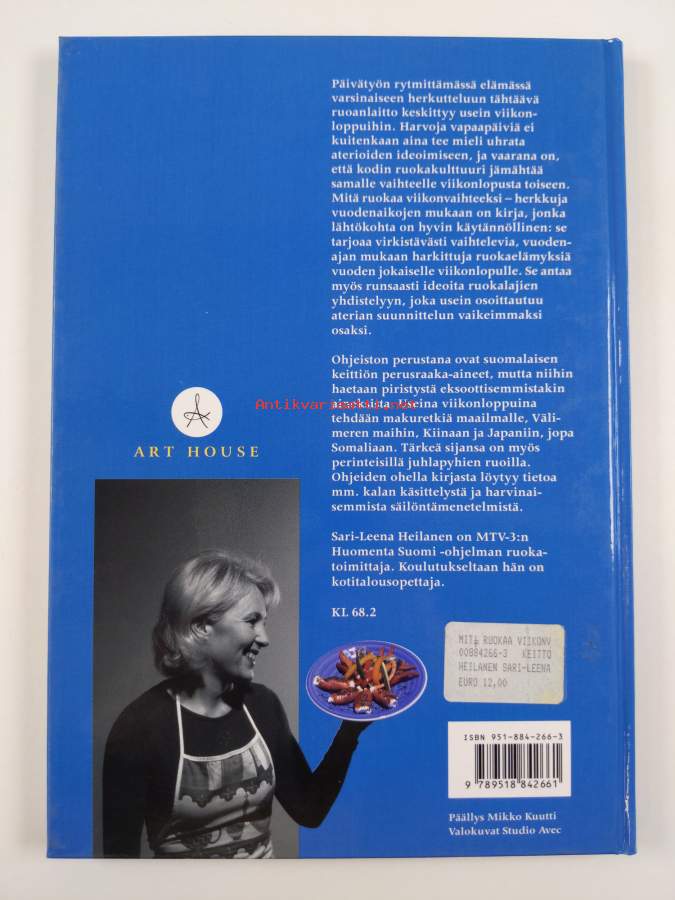 Päivätyön rytmittämässä elämässä
varsinaiseen herkutteluun tähtäävä
ruoanlaitto keskittyy usein viikon-
loppuihin. Harvoja vapaapäiviä ei
kuitenkaan aina tee mieli uhrata
aterioiden ideoimiseen, ja vaarana on,
että kodin ruokakulttuuri jämähtää
samalle vaihteelle viikonlopusta toiseen.
Mitä ruokaa viikonvaihteeksi – herkkuja
vuodenaikojen mukaan on kirja, jonka
lähtökohta on hyvin käytännöllinen: se
tarjoaa virkistävästi vaihtelevia, vuoden-
ajan mukaan harkittuja ruokaelämyksiä
vuoden jokaiselle viikonlopulle. Se antaa
myös runsaasti ideoita ruokalajien
yhdistelyyn, joka usein osoittautuu
aterian suunnittelun vaikeimmaksi
osaksi.
Ohjeiston perustana ovat suomalaisen
keittiön perusraaka-aineet, mutta niihin
haetaan piristystä eksoottisemmistakin
aineksista. viikonloppuina
tehdään makuretkiä maailmalle, Väli-
meren maihin, Kiinaan ja Japaniin, jopa
Somaliaan. Tärkeä sijansa on myös
perinteisillä juhlapyhien ruoilla.
Ohjeiden ohella kirjasta löytyy tietoa
mm. kalan käsittelystä ja harvinai-
semmista säilöntämenetelmistä.
Sari-Leena Heilanen on MTV-3:n
Huomenta Suomi -ohjelman ruoka-
toimittaja. Koulutukseltaan hän on
kotitalousopettaja.
KL 68.2
Antikvariaatti.net
ART HOUSE
RUOKAA VIIKONV
00884266-3 KEITTO
HEILANEN SARI-LEENA
EURO 12,00
ISBN 951-884-266-3
9 789518 842661
Päällys Mikko Kuutti
Valokuvat Studio Avec